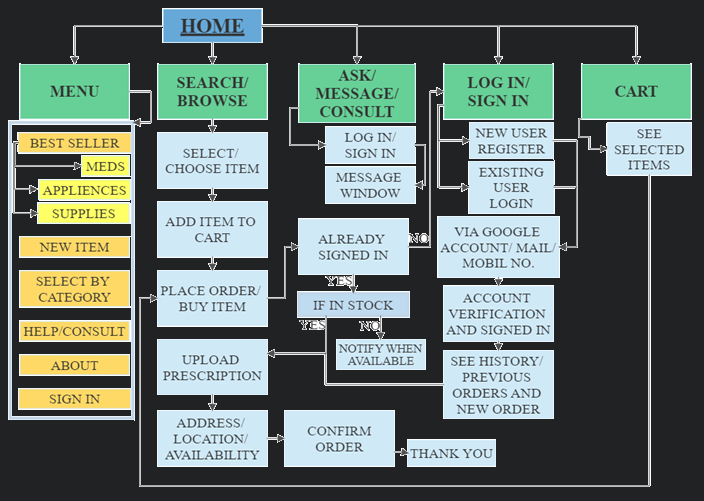 HOME
MENU
SEARCH/
BROWSE
ASK/
MESSAGE/
CONSULT
LOG IN/
SIGN IN
CART
BEST SELLER
MEDS
APPLIENCES
SUPPLIES
NEW ITEM
SELECT BY
CATEGORY
HELP/CONSULT
ABOUT
SIGN IN
SELECT/
CHOOSE ITEM
ADD ITEM TO
CART
PLACE ORDER/
BUY ITEM
UPLOAD
PRESCRIPTION
ADDRESS/
LOCATION/
AVAILABILITY
LOG IN/
SIGN IN
MESSAGE
WINDOW
ALREADY
SIGNED IN
NO
YES
IF IN STOCK
YES
NO
NOTIFY WHEN
AVAILABLE
CONFIRM
ORDER
THANK YOU
NEW USER
REGISTER
EXISTING
USER
LOGIN
VIA GOOGLE
ACCOUNT/ MAIL/
MOBIL NO.
ACCOUNT
VERIFICATION
AND SIGNED IN
SEE HISTORY/
PREVIOUS
ORDERS AND
NEW ORDER
SEE
SELECTED
ITEMS